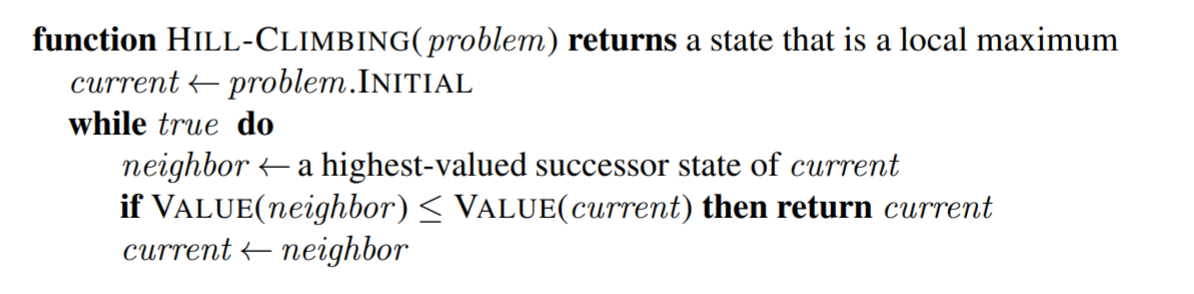 function HILL-CLIMBING(problem) returns a state that is a local maximum
current ← problem.INITIAL
while true do
neighbor ← a highest-valued successor state of current
if VALUE(neighbor) ≤ VALUE(current) then return current
current ← neighbor